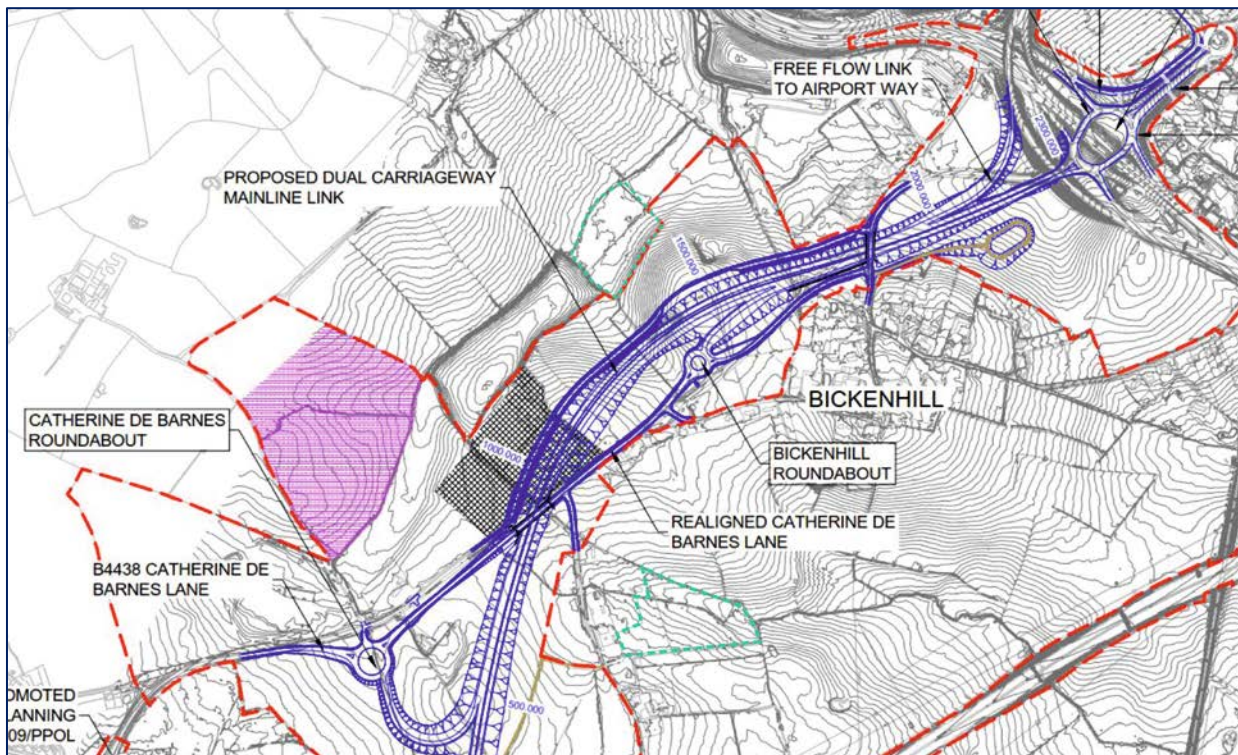 FREE FLOW LINK
TO AIRPORT WAY
2300.000
2000.000
PROPOSED DUAL CARRIAGEWAY
MAINLINE LINK
1500.000
CATHERINE DE BARNES
ROUNDABOUT
BICKENHILL
1000.000
BICKENHILL
ROUNDABOUT
REALIGNED CATHERINE DE
BARNES LANE
B4438 CATHERINE DE
BARNES LANE
500.000
OMOTED
LANNING
09/PPOL